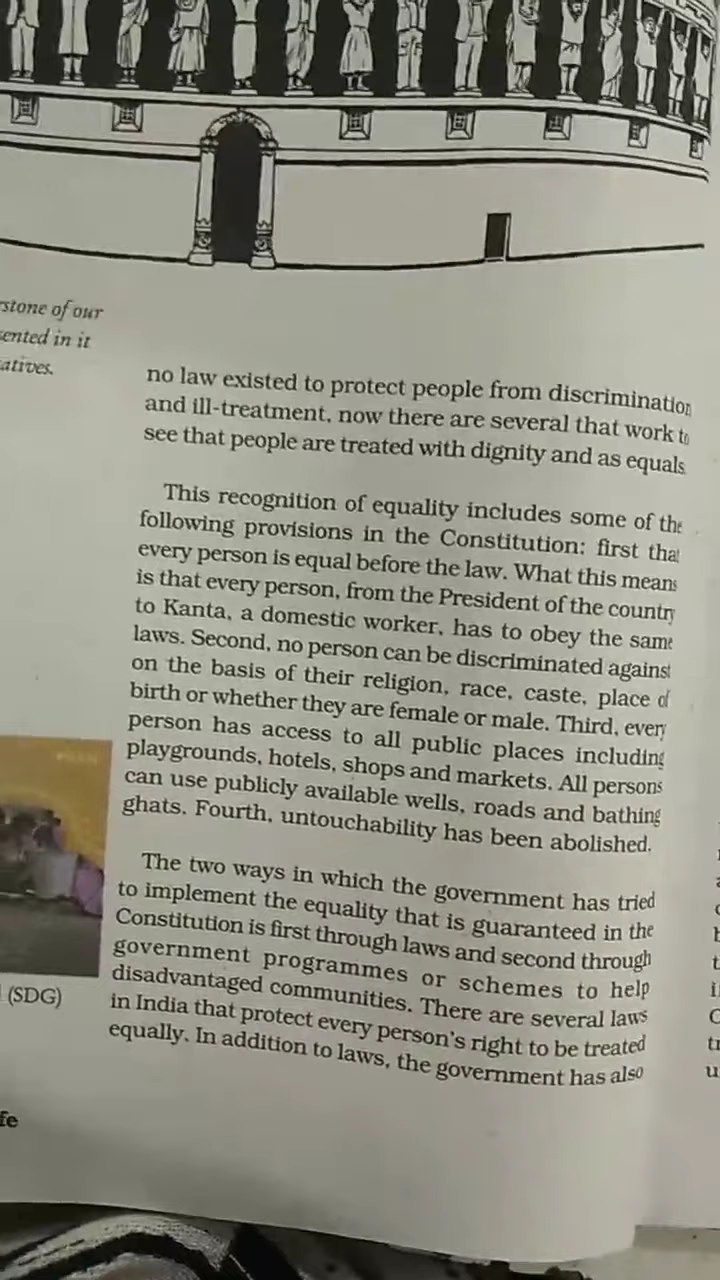 stone of our
ented in it
atives.
no law existed to protect people from discrimination
and ill-treatment, now there are several that work to
see that people are treated with dignity and as equals
This recognition of equality includes some of the
following provisions in the Constitution: first that
every person is equal before the law. What this means
is that every person, from the President of the country
to Kanta, a domestic worker, has to obey the same
laws. Second, no person can be discriminated against
on the basis of their religion, race, caste, place of
birth or whether they are female or male. Third, every
person has access to all public places including
playgrounds, hotels, shops and markets. All persons
can use publicly available wells, roads and bathing
ghats. Fourth, untouchability has been abolished.
The two ways in which the government has tried
to implement the equality that is guaranteed in the
Constitution is first through laws and second through
government programmes or schemes to help
disadvantaged communities. There are several laws
in India that protect every person's right to be treated
equally. In addition to laws, the government has also
(SDG)
fe